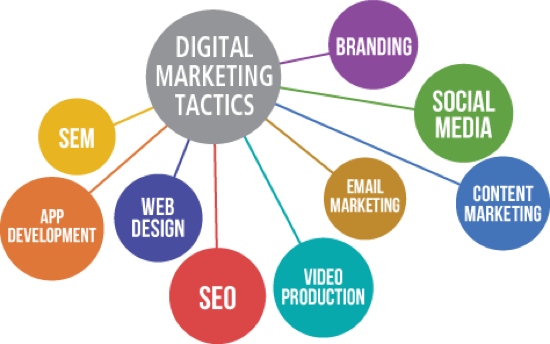 DIGITAL
MARKETING
TACTICS
BRANDING
SOCIAL
MEDIA
SEM
APP
DEVELOPMENT
WEB
DESIGN
EMAIL
MARKETING
CONTENT
MARKETING
SEO
VIDEO
PRODUCTION